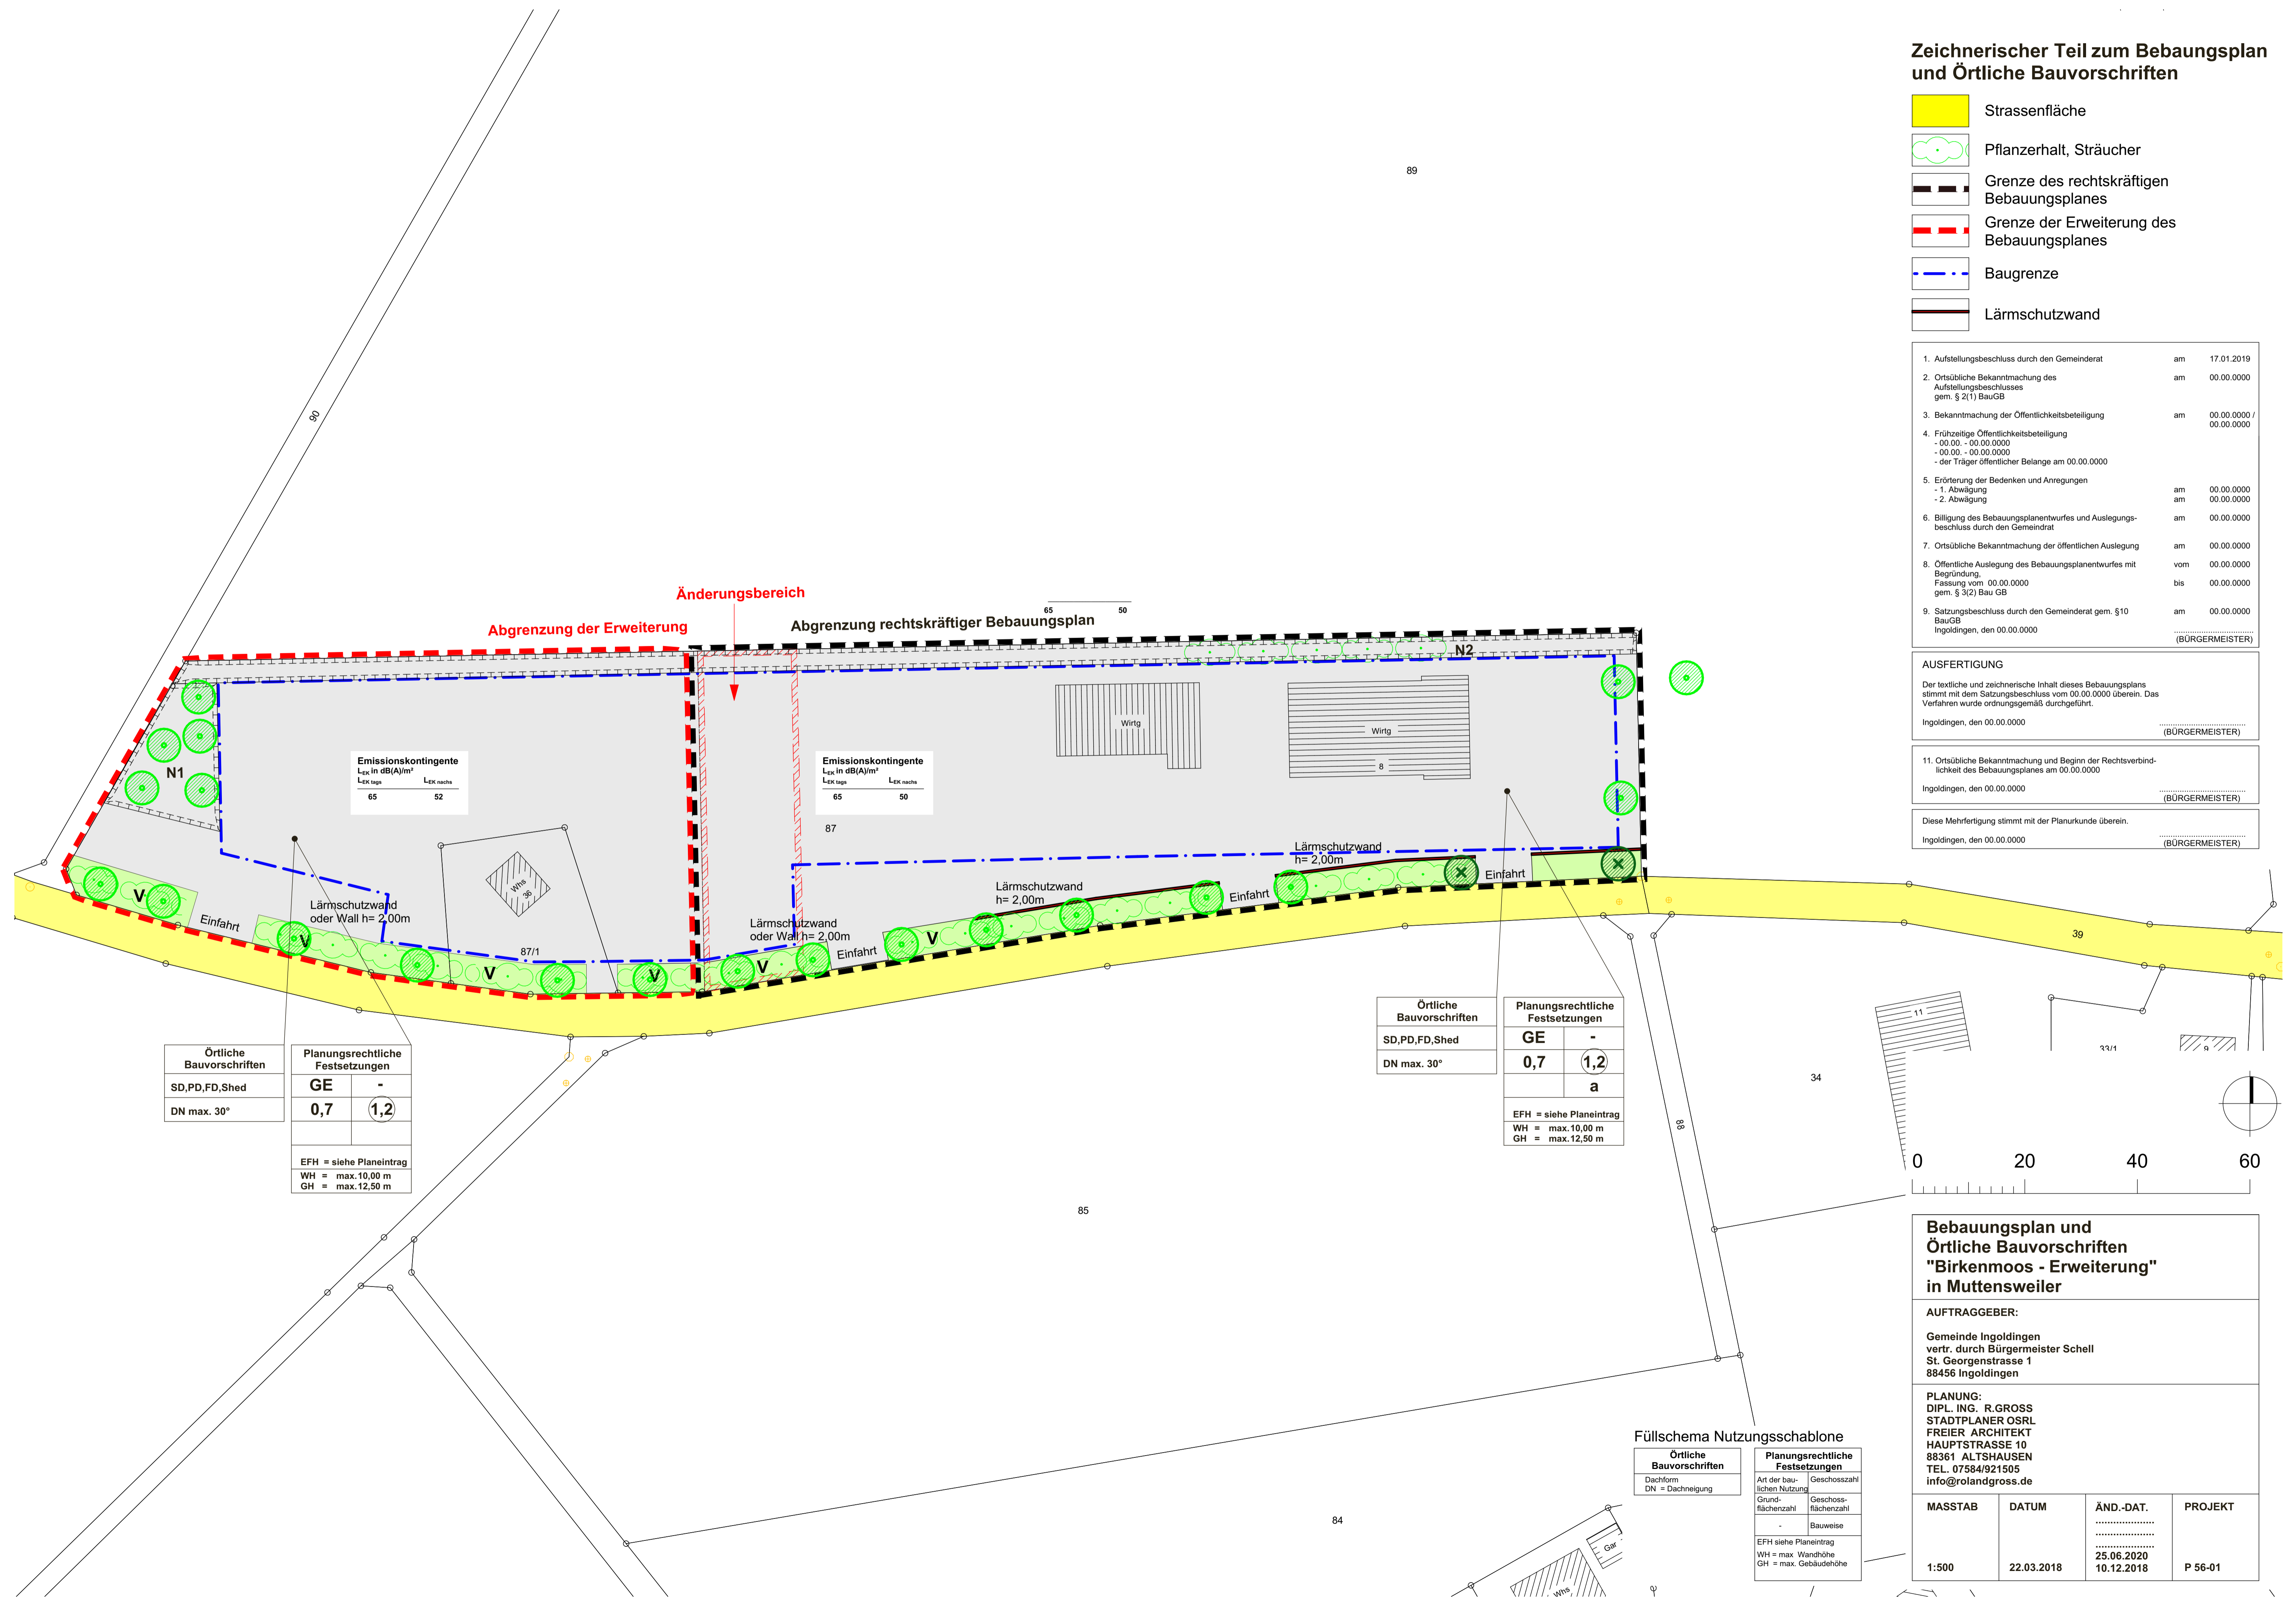 Zeichnerischer Teil zum Bebaungsplan
und Örtliche Bauvorschriften
Strassenfläche
Pflanzerhalt, Sträucher
Grenze des rechtskräftigen
Bebauungsplanes
Grenze der Erweiterung des
Bebauungsplanes
Baugrenze
Lärmschutzwand
1. Aufstellungsbeschluss durch den Gemeinderat am 17.01.2019
2. Ortsübliche Bekanntmachung des am 00.00.0000
Aufstellungsbeschlusses
gem. § 2(1) BauGB
3. Bekanntmachung der Öffentlichkeitsbeteiligung am 00.00.0000 /
00.00.0000
4. Frühzeitige Öffentlichkeitsbeteiligung
- 00.00. - 00.00.0000
- 00.00. - 00.00.0000
- der Träger öffentlicher Belange am 00.00.0000
5. Erörterung der Bedenken und Anregungen
- 1. Abwägung am 00.00.0000
- 2. Abwägung am 00.00.0000
6. Billigung des Bebauungsplanentwurfes und Auslegungs- am 00.00.0000
beschluss durch den Gemeindrat
7. Ortsübliche Bekanntmachung der öffentlichen Auslegung am 00.00.0000
8. Öffentliche Auslegung des Bebauungsplanentwurfes mit vom 00.00.0000
Begründung,
Fassung vom 00.00.0000 bis 00.00.0000
gem. § 3(2) Bau GB
9. Satzungsbeschluss durch den Gemeinderat gem. §10 am 00.00.0000
BauGB
Ingoldingen, den 00.00.0000
(BÜRGERMEISTER)
AUSFERTIGUNG
Der textliche und zeichnerische Inhalt dieses Bebauungsplans
stimmt mit dem Satzungsbeschluss vom 00.00.0000 überein. Das
Verfahren wurde ordnungsgemäß durchgeführt.
Ingoldingen, den 00.00.0000
(BÜRGERMEISTER)
11. Ortsübliche Bekanntmachung und Beginn der Rechtsverbind-
lichkeit des Bebauungsplanes am 00.00.0000
Ingoldingen, den 00.00.0000
(BÜRGERMEISTER)
Diese Mehrfertigung stimmt mit der Planurkunde überein.
Ingoldingen, den 00.00.0000
(BÜRGERMEISTER)
89
90
Änderungsbereich
Abgrenzung der Erweiterung
Abgrenzung rechtskräftiger Bebauungsplan
65 50
N2
N1
Wirtg
Wirtg
8
Emissionskontingente
LEK in dB(A)/m²
LEK tags LEK nachs
65 52
Emissionskontingente
LEK in dB(A)/m²
LEK tags LEK nachs
65 50
87
Whs
36
87/1
Lärmschutzwand
oder Wall h= 2,00m
Lärmschutzwand
oder Wall h= 2,00m
Lärmschutzwand
h= 2,00m
Lärmschutzwand
h= 2,00m
Einfahrt
Einfahrt
Einfahrt
Einfahrt
V
V
V
V
V
V
39
Örtliche
Bauvorschriften
SD,PD,FD,Shed
DN max. 30°
Planungsrechtliche
Festsetzungen
GE -
0,7 1,2
EFH = siehe Planeintrag
WH = max.10,00 m
GH = max.12,50 m
Örtliche
Bauvorschriften
SD,PD,FD,Shed
DN max. 30°
Planungsrechtliche
Festsetzungen
GE -
0,7 1,2
a
EFH = siehe Planeintrag
WH = max.10,00 m
GH = max.12,50 m
11
33/1
9
34
88
85
84
Gar
Whs
0 20 40 60
Füllschema Nutzungsschablone
Örtliche
Bauvorschriften
Dachform
DN = Dachneigung
Planungsrechtliche
Festsetzungen
Art der bau- Geschosszahl
lichen Nutzung
Grund- Geschoss-
flächenzahl flächenzahl
- Bauweise
EFH siehe Planeintrag
WH = max Wandhöhe
GH = max. Gebäudehöhe
Bebauungsplan und
Örtliche Bauvorschriften
"Birkenmoos - Erweiterung"
in Muttensweiler
AUFTRAGGEBER:
Gemeinde Ingoldingen
vertr. durch Bürgermeister Schell
St. Georgenstrasse 1
88456 Ingoldingen
PLANUNG:
DIPL. ING. R.GROSS
STADTPLANER OSRL
FREIER ARCHITEKT
HAUPTSTRASSE 10
88361 ALTSHAUSEN
TEL. 07584/921505
info@rolandgross.de
MASSTAB DATUM ÄND.-DAT. PROJEKT
25.06.2020
1:500 22.03.2018 10.12.2018 P 56-01